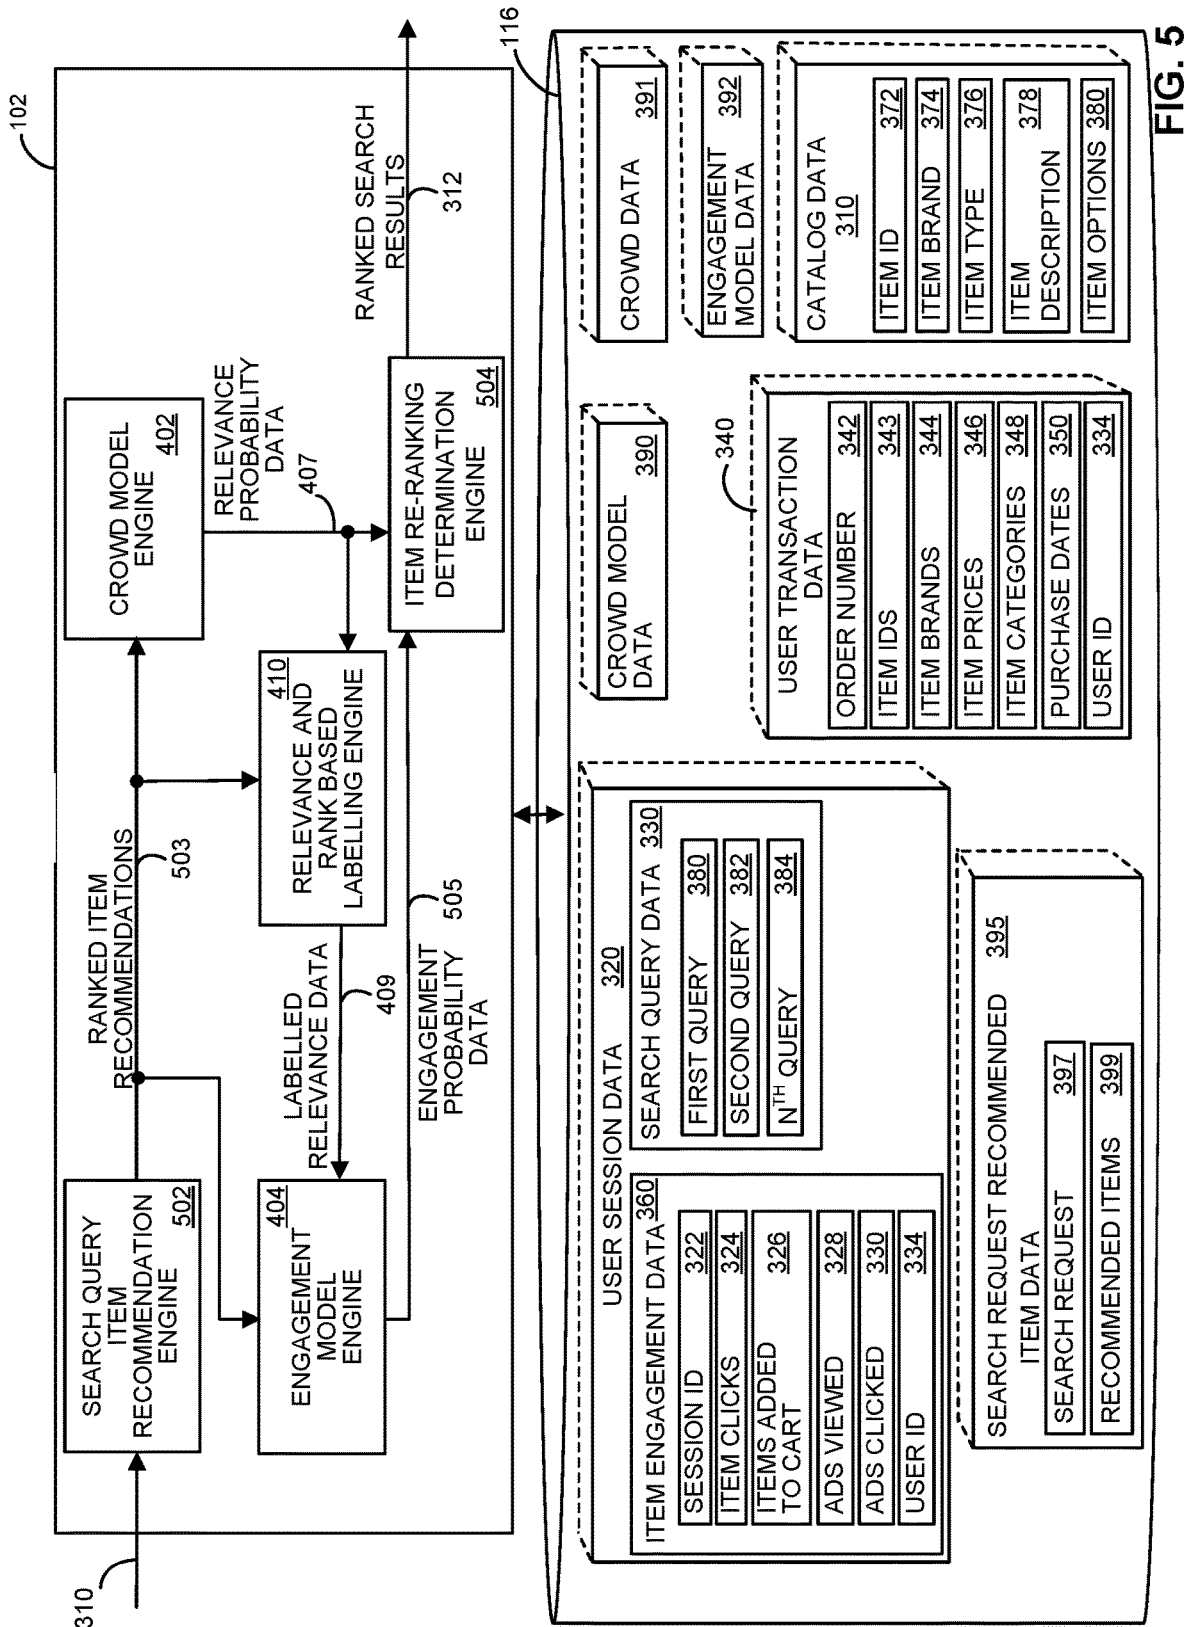 102
310
SEARCH QUERY
ITEM
RECOMMENDATION
ENGINE
502
RANKED ITEM
RECOMMENDATIONS
503
CROWD MODEL
ENGINE
402
RELEVANCE
PROBABILITY
DATA
407
ENGAGEMENT
MODEL
ENGINE
404
LABELLED
RELEVANCE DATA
409
410
RELEVANCE AND
RANK BASED
LABELLING ENGINE
ENGAGEMENT
PROBABILITY
DATA
505
ITEM RE-RANKING
DETERMINATION
ENGINE
504
RANKED SEARCH
RESULTS
312
116
USER SESSION DATA 320
ITEM ENGAGEMENT DATA 360
SESSION ID 322
ITEM CLICKS 324
ITEMS ADDED
TO CART 326
ADS VIEWED 328
ADS CLICKED 330
USER ID 334
SEARCH QUERY DATA 330
FIRST QUERY 380
SECOND QUERY 382
NTH QUERY 384
SEARCH REQUEST RECOMMENDED
ITEM DATA
395
SEARCH REQUEST 397
RECOMMENDED ITEMS 399
CROWD MODEL
DATA
390
340
USER TRANSACTION
DATA
ORDER NUMBER 342
ITEM IDS 343
ITEM BRANDS 344
ITEM PRICES 346
ITEM CATEGORIES 348
PURCHASE DATES 350
USER ID 334
CROWD DATA 391
ENGAGEMENT
MODEL DATA
392
CATALOG DATA
310
ITEM ID 372
ITEM BRAND 374
ITEM TYPE 376
ITEM
DESCRIPTION
378
ITEM OPTIONS 380
FIG. 5